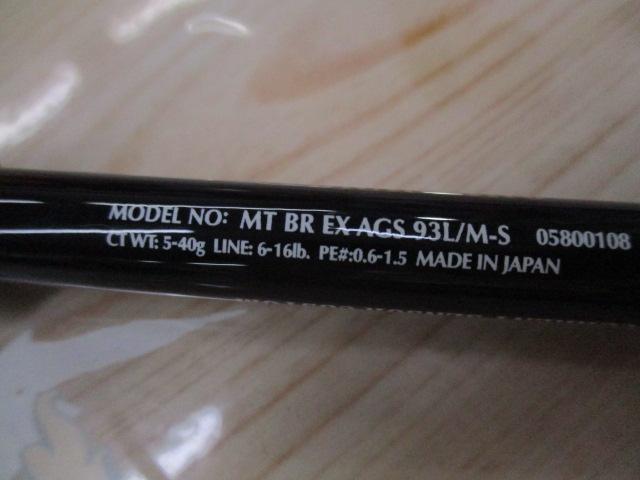 MODEL NO: MT BR EX AGS 93L/M-S 05800108
CT WT: 5-40g LINE: 6-16lb. PE#:0.6-1.5 MADE IN JAPAN